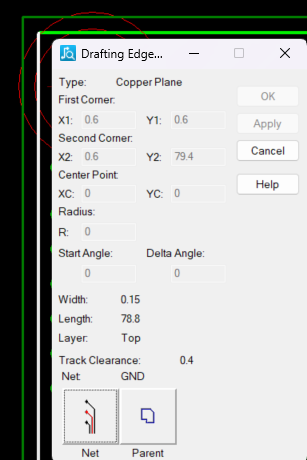 Drafting Edge...
Type: Copper Plane
First Corner:
OK
X1: 0.6 Y1: 0.6
Apply
Second Corner:
X2: 0.6 Y2: 79.4
Cancel
Center Point:
XC: 0 YC: 0
Help
Radius:
R: 0
Start Angle: Delta Angle:
0 0
Width: 0.15
Length: 78.8
Layer: Top
Track Clearance: 0.4
Net: GND
Net Parent